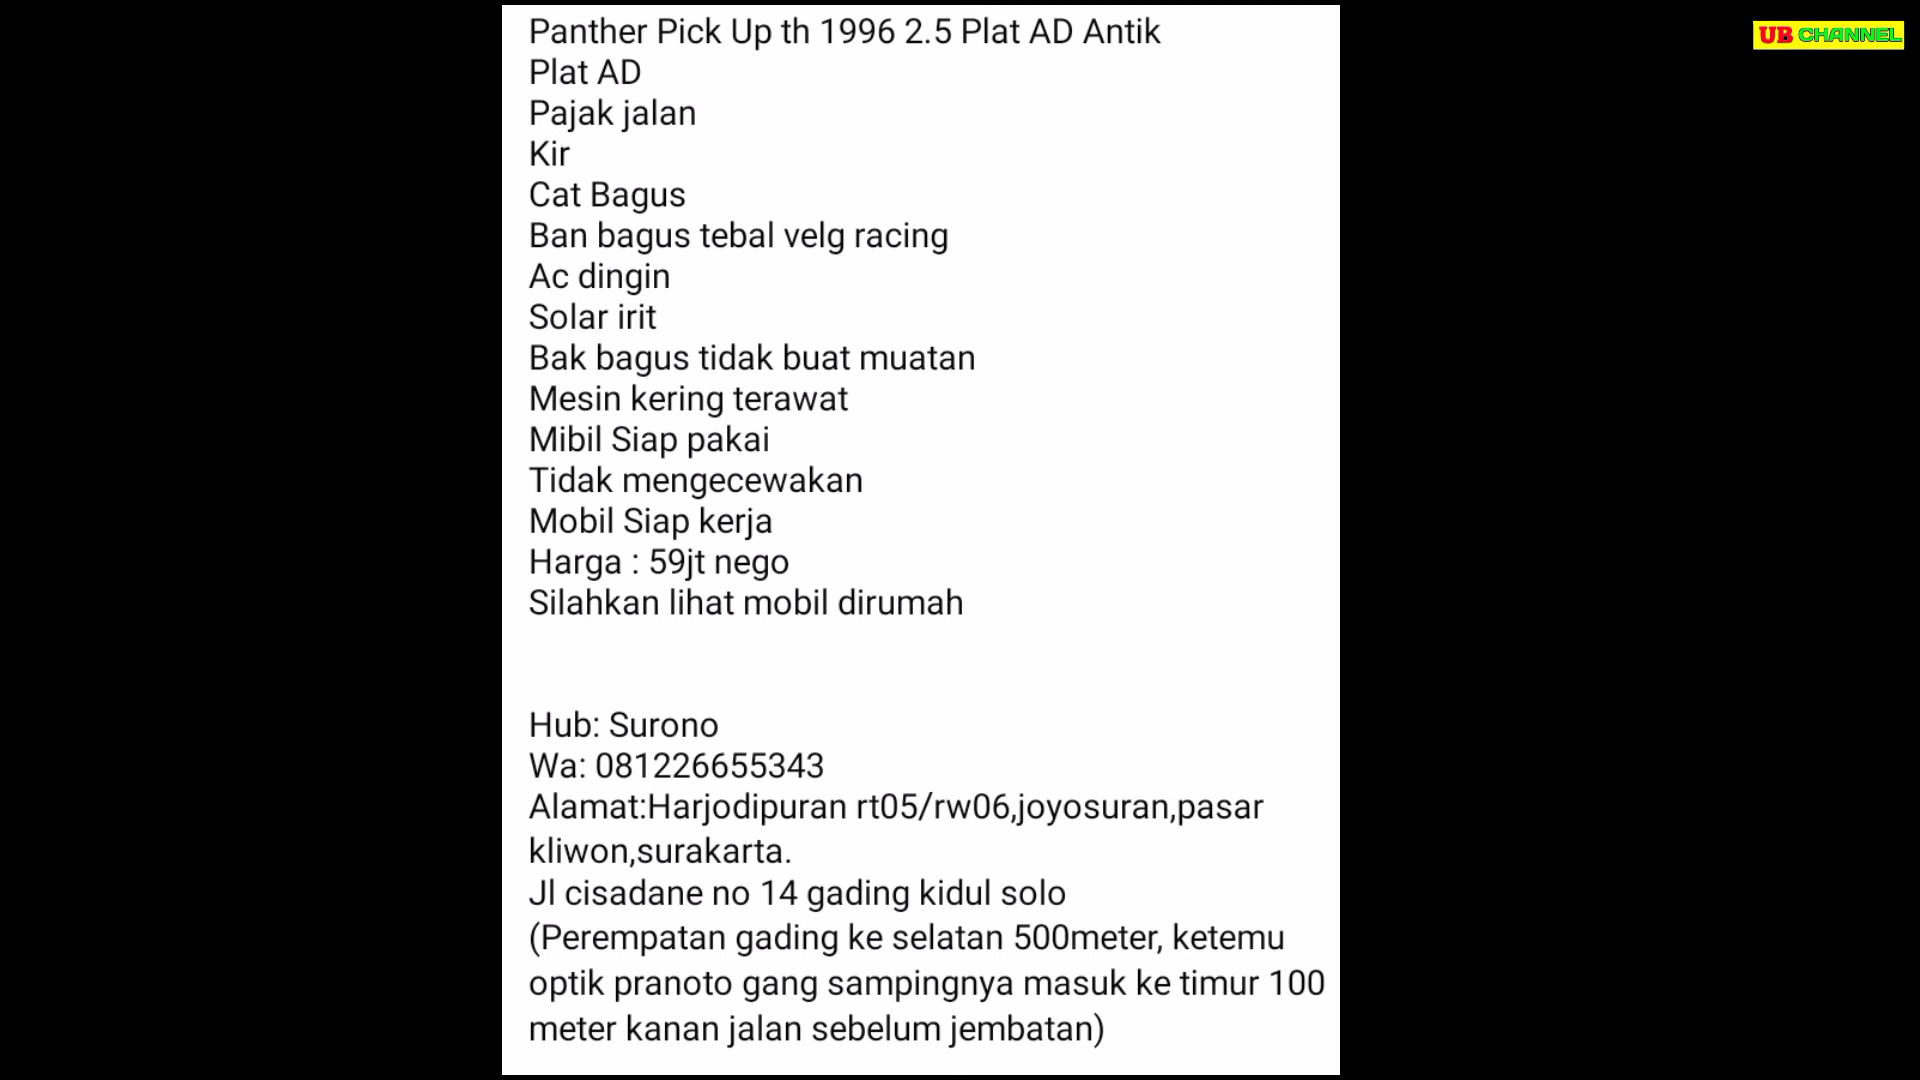 Panther Pick Up th 1996 2.5 Plat AD Antik
Plat AD
Pajak jalan
Kir
Cat Bagus
Ban bagus tebal velg racing
Ac dingin
Solar irit
Bak bagus tidak buat muatan
Mesin kering terawat
Mibil Siap pakai
Tidak mengecewakan
Mobil Siap kerja
Harga : 59jt nego
Silahkan lihat mobil dirumah
Hub: Surono
Wa: 081226655343
Alamat:Harjodipuran rt05/rw06,joyosuran,pasar
kliwon,surakarta.
Jl cisadane no 14 gading kidul solo
(Perempatan gading ke selatan 500meter, ketemu
optik pranoto gang sampingnya masuk ke timur 100
meter kanan jalan sebelum jembatan)
UB CHANNEL